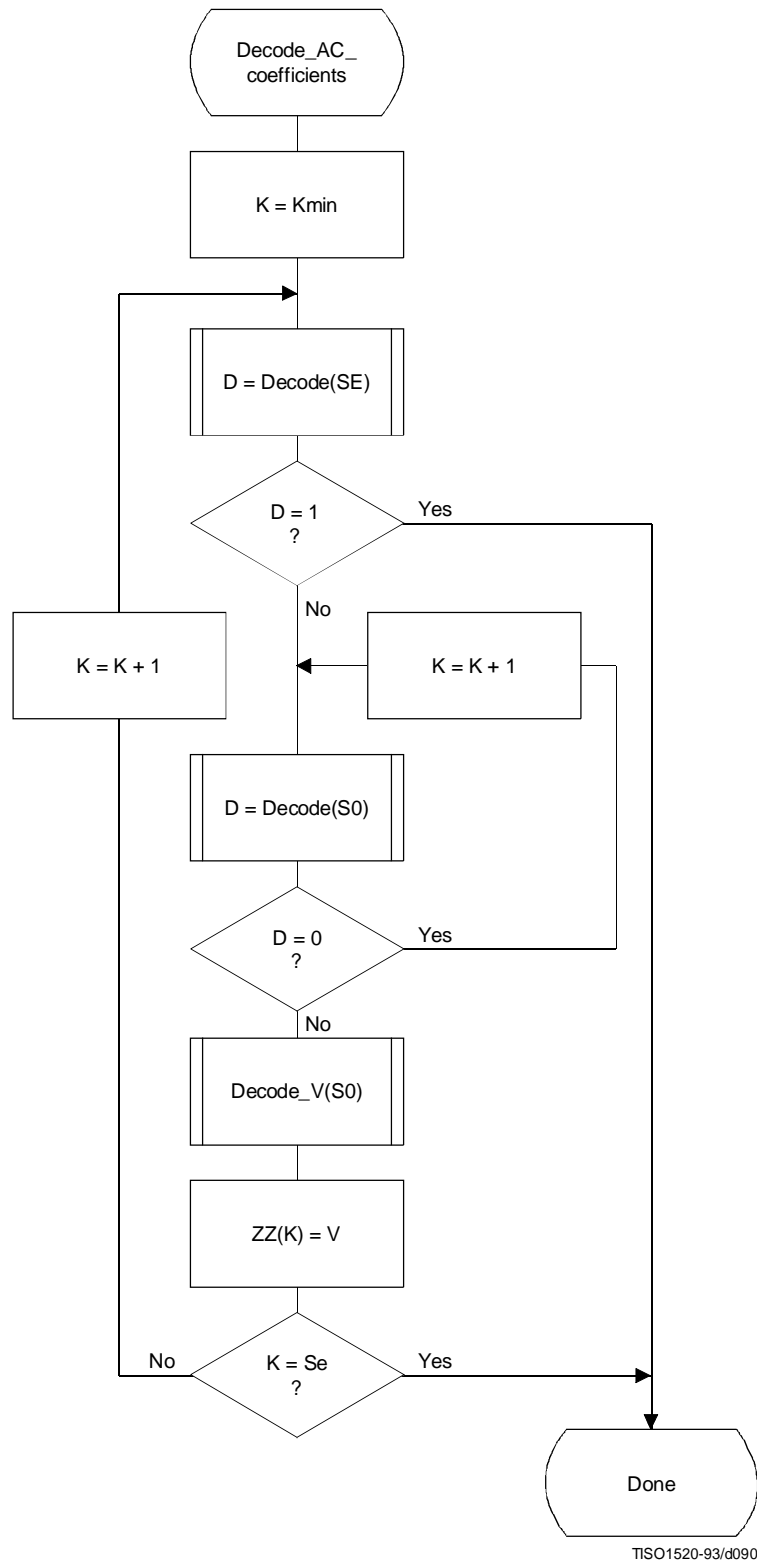 Decode_AC_
coefficients
K = Kmin
D = Decode(SE)
D = 1
?
Yes
No
K = K + 1
K = K + 1
D = Decode(S0)
D = 0
?
Yes
No
Decode_V(S0)
ZZ(K) = V
No
K = Se
?
Yes
Done
TISO1520-93/d090